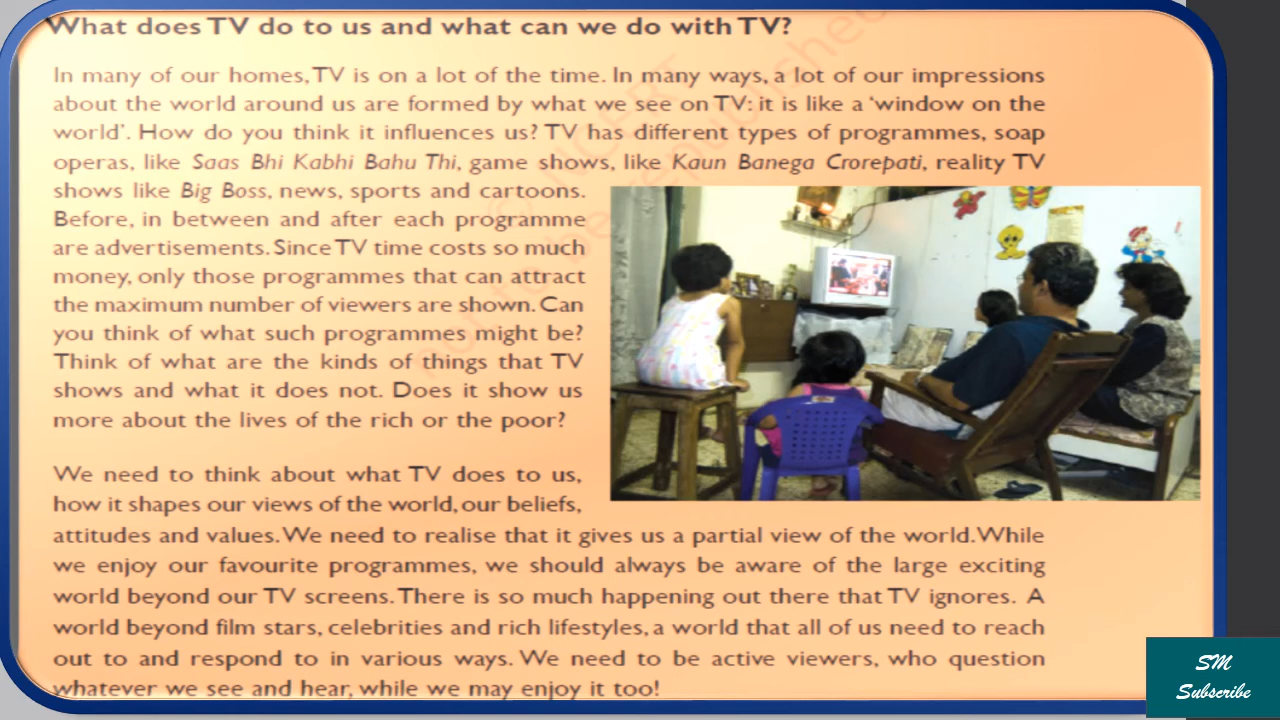 What does TV do to us and what can we do with TV?
In many of our homes, TV is on a lot of the time. In many ways, a lot of our impressions
about the world around us are formed by what we see on TV: it is like a ‘window on the
world’. How do you think it influences us? TV has different types of programmes, soap
operas, like Saas Bhi Kabhi Bahu Thi, game shows, like Kaun Banega Crorepati, reality TV
shows like Big Boss, news, sports and cartoons.
Before, in between and after each programme
are advertisements. Since TV time costs so much
money, only those programmes that can attract
the maximum number of viewers are shown. Can
you think of what such programmes might be?
Think of what are the kinds of things that TV
shows and what it does not. Does it show us
more about the lives of the rich or the poor?
We need to think about what TV does to us,
how it shapes our views of the world, our beliefs,
attitudes and values. We need to realise that it gives us a partial view of the world. While
we enjoy our favourite programmes, we should always be aware of the large exciting
world beyond our TV screens. There is so much happening out there that TV ignores. A
world beyond film stars, celebrities and rich lifestyles, a world that all of us need to reach
out to and respond to in various ways. We need to be active viewers, who question
whatever we see and hear, while we may enjoy it too!
SM
Subscribe